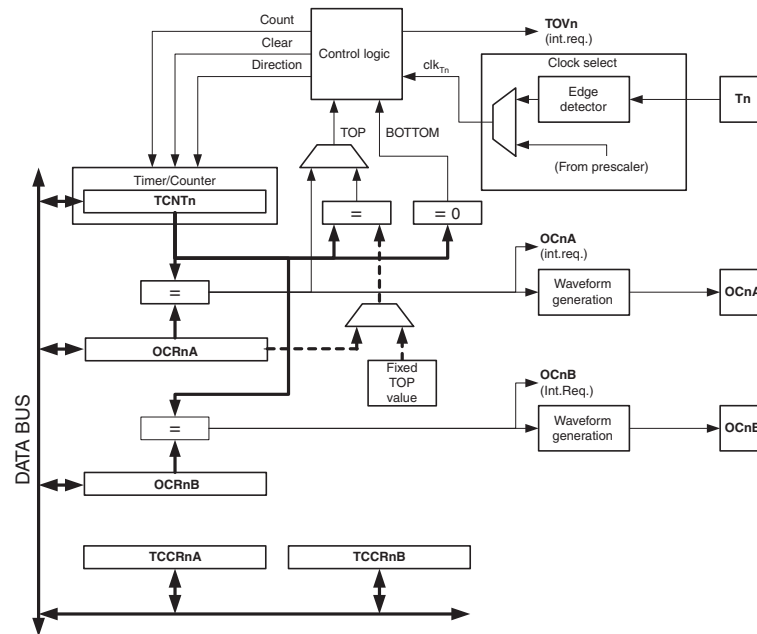 Count
Clear
Direction
Control logic
TOVn
(int.req.)
clkTn
Clock select
Edge
detector
Tn
(From prescaler)
TOP
BOTTOM
Timer/Counter
TCNTn
=
= 0
=
OCnA
(int.req.)
Waveform
generation
OCnA
OCRnA
Fixed
TOP
value
OCnB
(Int.Req.)
=
Waveform
generation
OCnB
OCRnB
DATA BUS
TCCRnA
TCCRnB